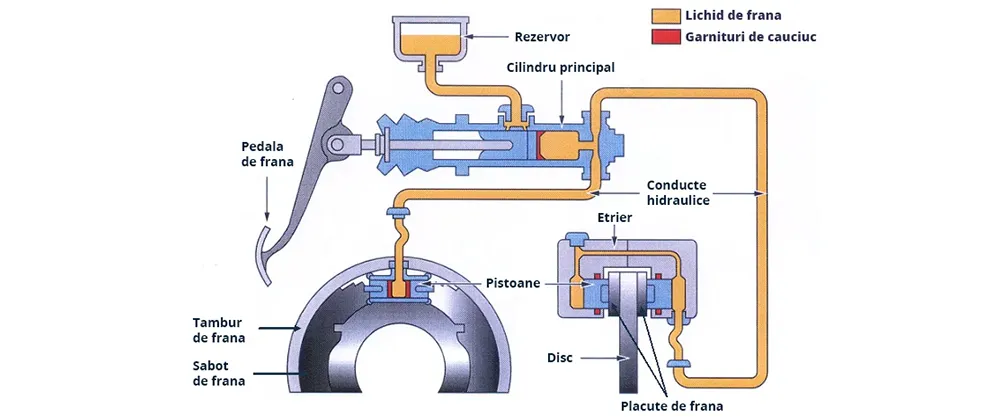 Lichid de frana
Garnituri de cauciuc
Rezervor
Cilindru principal
Pedala
de frana
Conducte
hidraulice
Etrier
Pistoane
Tambur
de frana
Sabot
de frana
Disc
Placute de frana